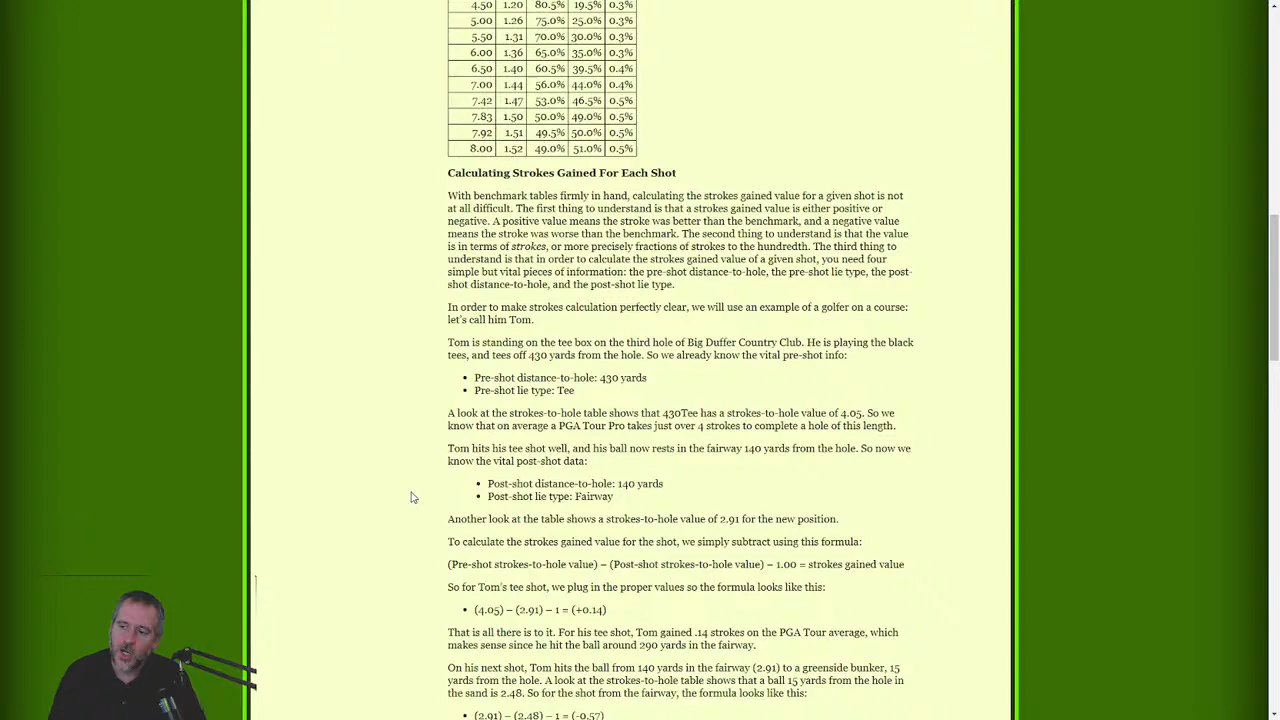 4.50 1.20 80.5% 19.5% 0.3%
5.00 1.26 75.0% 25.0% 0.3%
5.50 1.31 70.0% 30.0% 0.3%
6.00 1.36 65.0% 35.0% 0.3%
6.50 1.40 60.5% 39.5% 0.4%
7.00 1.44 56.0% 44.0% 0.4%
7.42 1.47 53.0% 46.5% 0.5%
7.83 1.50 50.0% 49.0% 0.5%
7.92 1.51 49.5% 50.0% 0.5%
8.00 1.52 49.0% 51.0% 0.5%
Calculating Strokes Gained For Each Shot
With benchmark tables firmly in hand, calculating the strokes gained value for a given shot is not
at all difficult. The first thing to understand is that a strokes gained value is either positive or
negative. A positive value means the stroke was better than the benchmark, and a negative value
means the stroke was worse than the benchmark. The second thing to understand is that the value
is in terms of strokes, or more precisely fractions of strokes to the hundredth. The third thing to
understand is that in order to calculate the strokes gained value of a given shot, you need four
simple but vital pieces of information: the pre-shot distance-to-hole, the pre-shot lie type, the post-
shot distance-to-hole, and the post-shot lie type.
In order to make strokes calculation perfectly clear, we will use an example of a golfer on a course:
let's call him Tom.
Tom is standing on the tee box on the third hole of Big Duffer Country Club. He is playing the black
tees, and tees off 430 yards from the hole. So we already know the vital pre-shot info:
• Pre-shot distance-to-hole: 430 yards
• Pre-shot lie type: Tee
A look at the strokes-to-hole table shows that 430Tee has a strokes-to-hole value of 4.05. So we
know that on average a PGA Tour Pro takes just over 4 strokes to complete a hole of this length.
Tom hits his tee shot well, and his ball now rests in the fairway 140 yards from the hole. So now we
know the vital post-shot data:
• Post-shot distance-to-hole: 140 yards
• Post-shot lie type: Fairway
Another look at the table shows a strokes-to-hole value of 2.91 for the new position.
To calculate the strokes gained value for the shot, we simply subtract using this formula:
(Pre-shot strokes-to-hole value) – (Post-shot strokes-to-hole value) – 1.00 = strokes gained value
So for Tom's tee shot, we plug in the proper values so the formula looks like this:
• (4.05) – (2.91) – 1 = (+0.14)
That is all there is to it. For his tee shot, Tom gained .14 strokes on the PGA Tour average, which
makes sense since he hit the ball around 290 yards in the fairway.
On his next shot, Tom hits the ball from 140 yards in the fairway (2.91) to a greenside bunker, 15
yards from the hole. A look at the strokes-to-hole table shows that a ball 15 yards from the hole in
the sand is 2.48. So for the shot from the fairway, the formula looks like this:
• (2.91) – (2.48) – 1 = (-0.57)